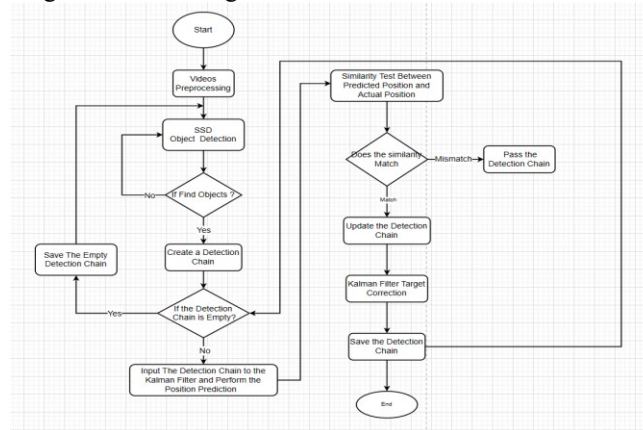 Start
Videos
Preprocessing
SSD
Object Detection
If Find Objects ?
No
Yes
Create a Detection
Chain
Save The Empty
Detection Chain
If the Detection
Chain is Empty?
Yes
No
Input The Detection Chain to the
Kalman Filter and Perform the
Position Prediction
Similarity Test Between
Predicted Position and
Actual Position
Does the similarity
Match
Mismatch
Pass the
Detection Chain
Match
Update the Detection
Chain
Kalman Filter Target
Correction
Save the Detection
Chain
End